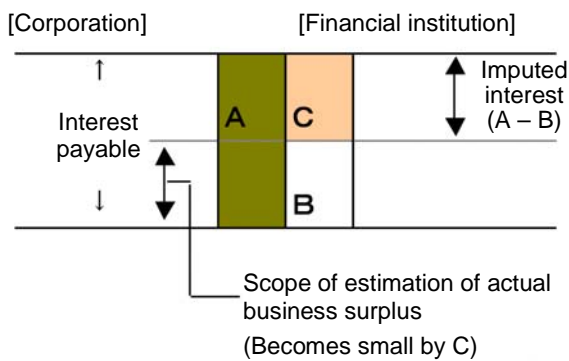 [Corporation]
[Financial institution]
↑
Interest
payable
↓
A
C
B
Imputed
interest
(A – B)
Scope of estimation of actual
business surplus
(Becomes small by C)